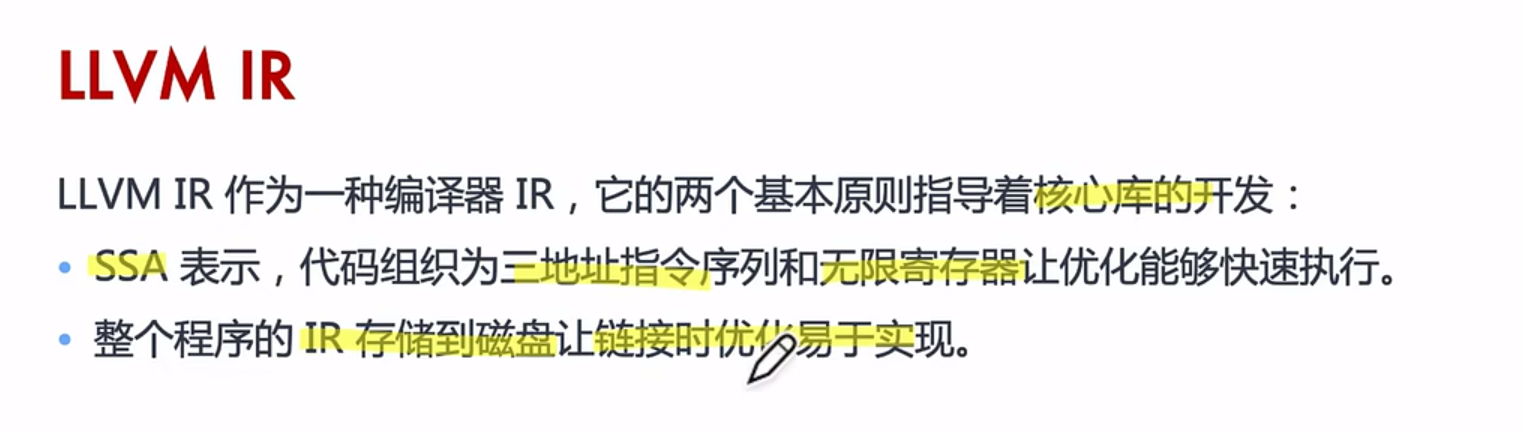 LLVM IR
LLVM IR 作为一种编译器 IR，它的两个基本原则指导着核心库的开发：
• SSA 表示，代码组织为三地址指令序列和无限寄存器让优化能够快速执行。
• 整个程序的 IR 存储到磁盘让链接时优化易于实现。